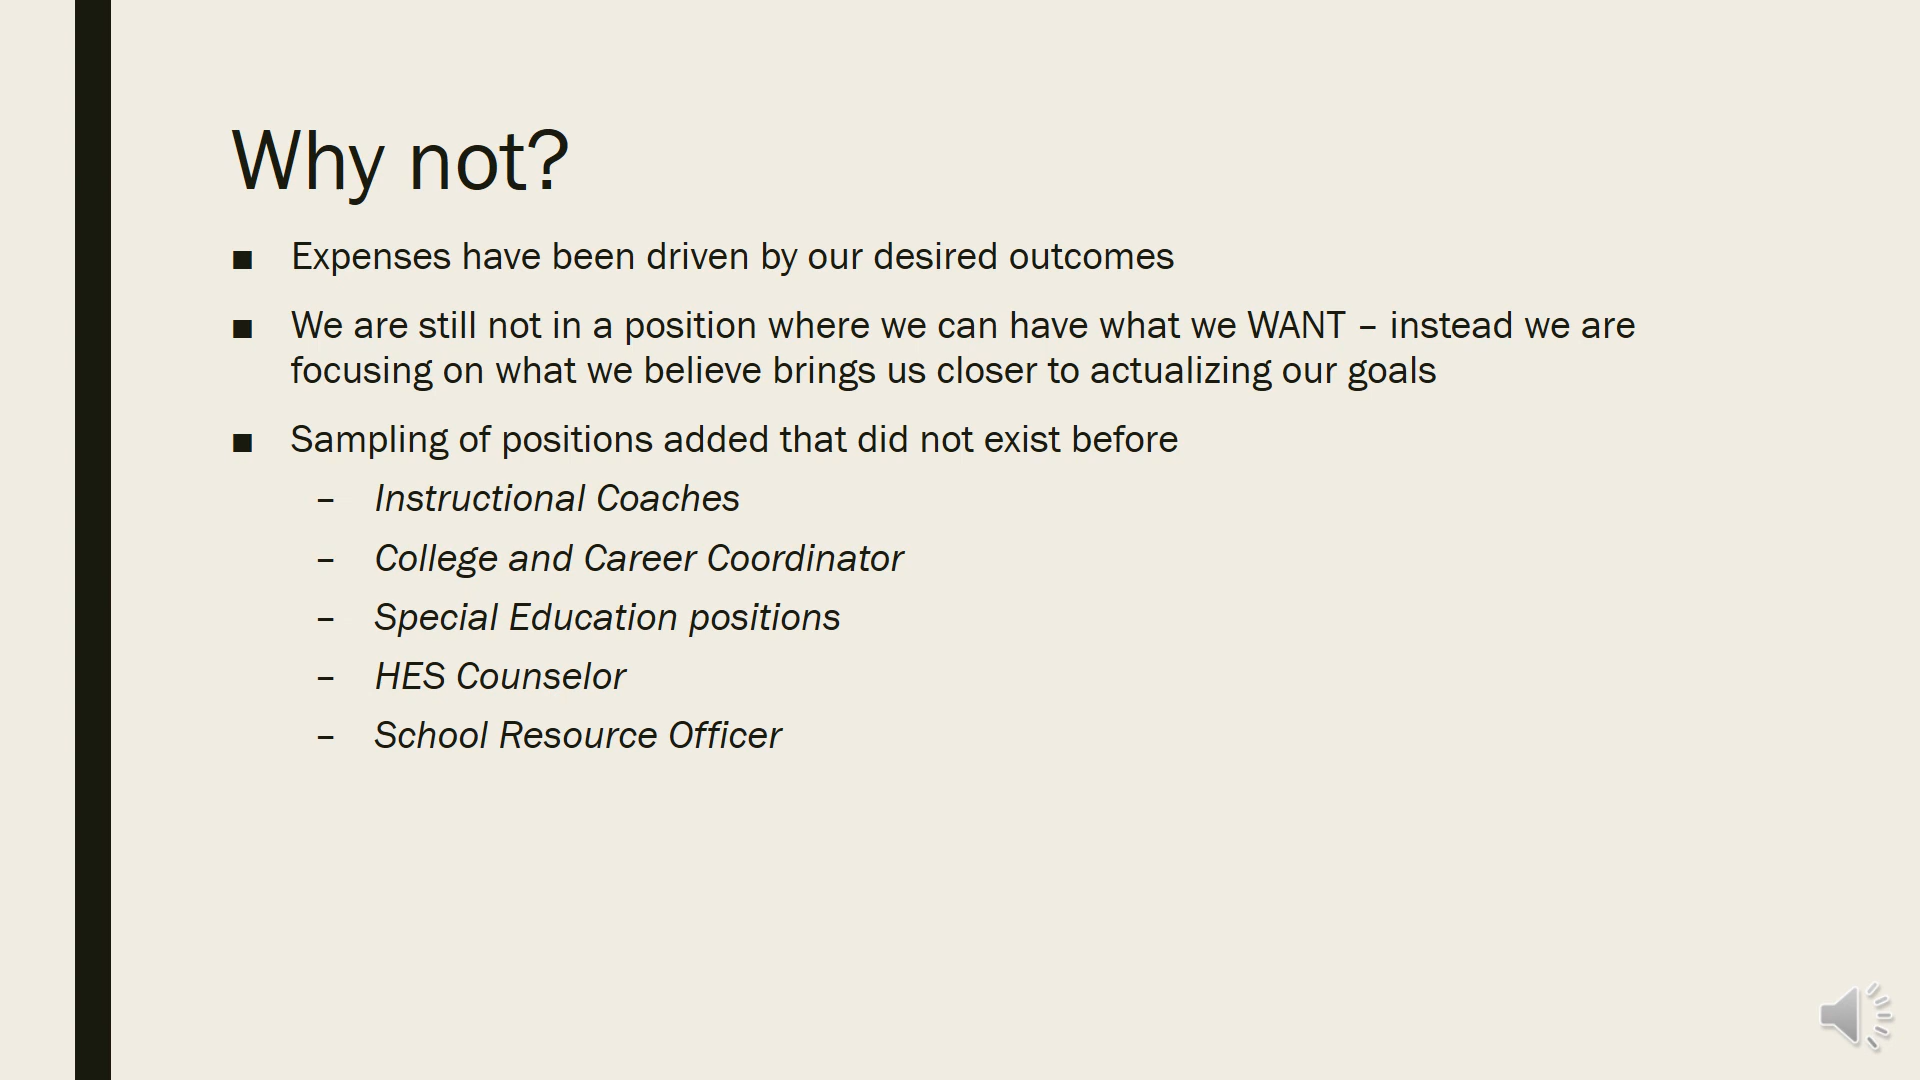 Why not?
■ Expenses have been driven by our desired outcomes
■ We are still not in a position where we can have what we WANT – instead we are
focusing on what we believe brings us closer to actualizing our goals
■ Sampling of positions added that did not exist before
– Instructional Coaches
– College and Career Coordinator
– Special Education positions
– HES Counselor
– School Resource Officer